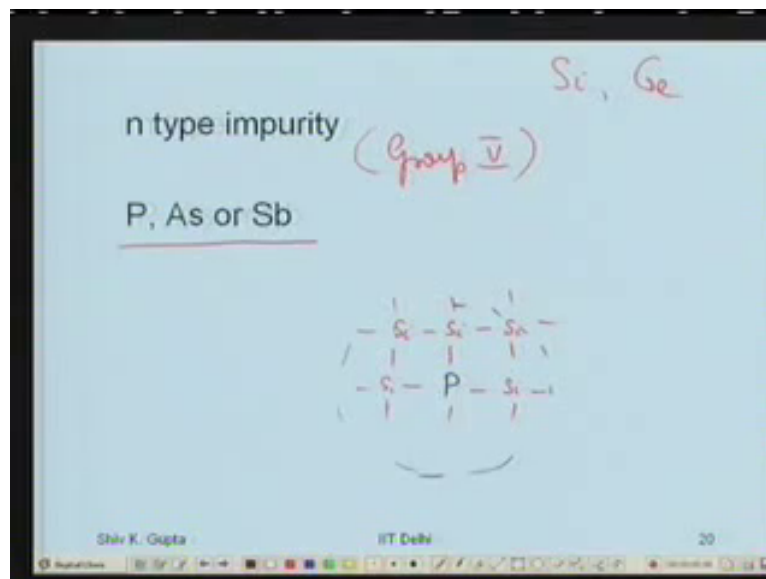 Si, Ge
n type impurity
(Group V)
P, As or Sb
Si Si Si
Si P Si
Shiv K. Gupta IIT Delhi 20